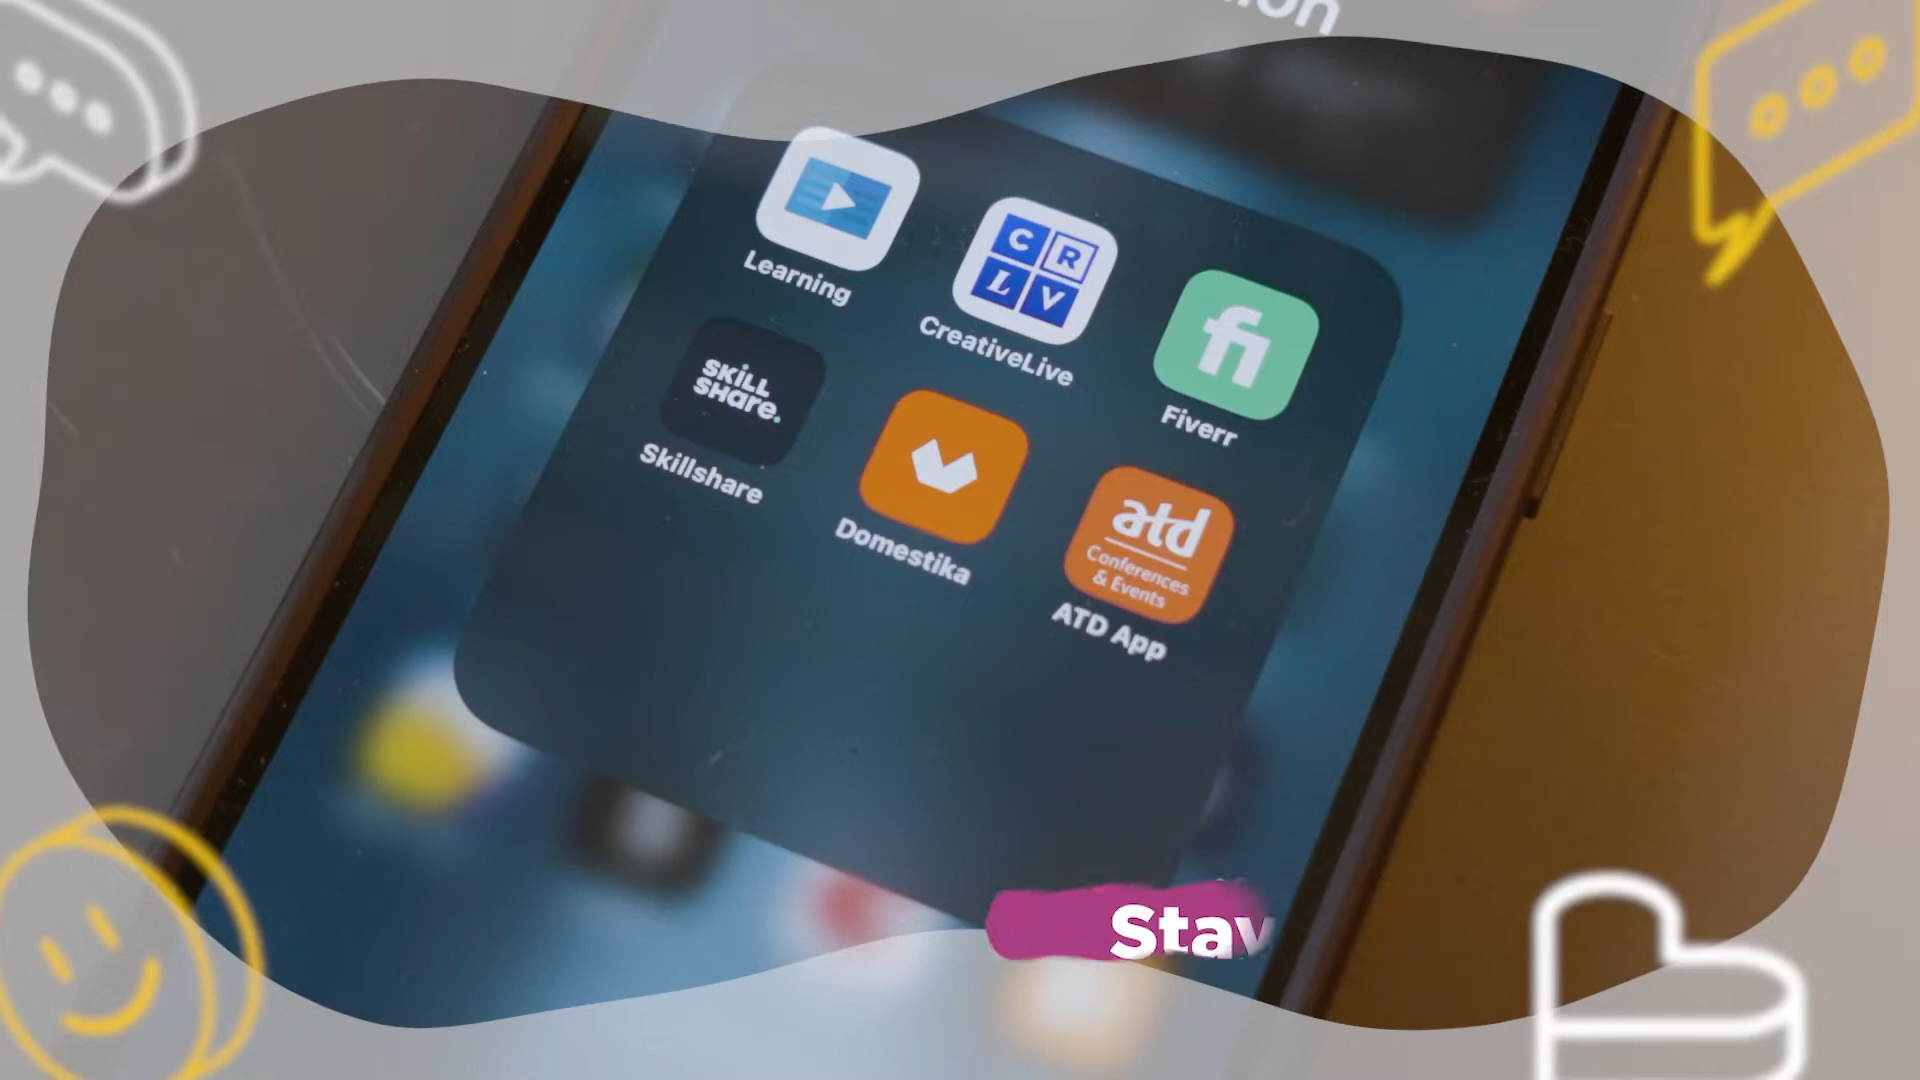 Learning
C R
L V
CreativeLive
fi
Fiverr
SKILL
SHare.
Skillshare
Domestika
atd
Conferences
& Events
ATD App